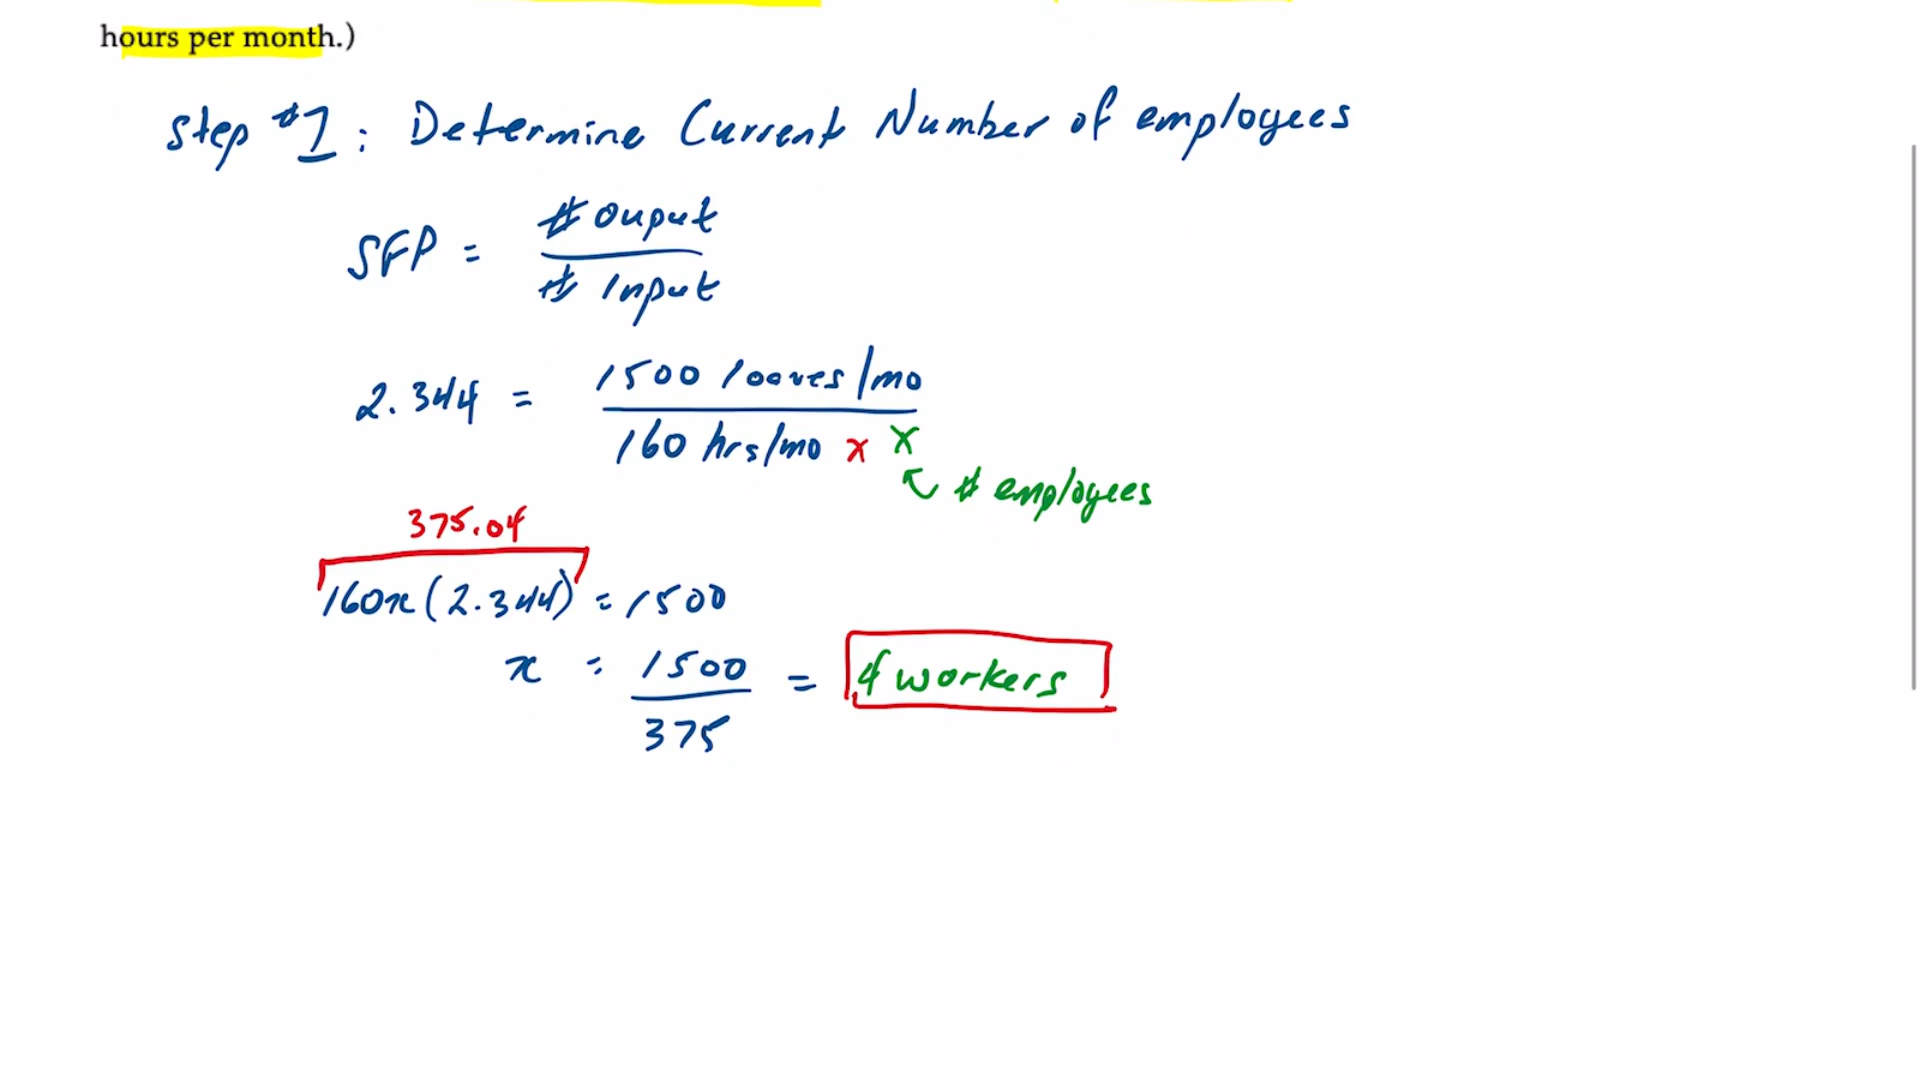 hours per month.)
Step #1: Determine Current Number of employees
SFP = # Ouput / # Input
2.344 = 1500 loaves/mo / 160 hrs/mo x x
# employees
375.04
160x(2.344) = 1500
x = 1500 / 375 = 4 workers